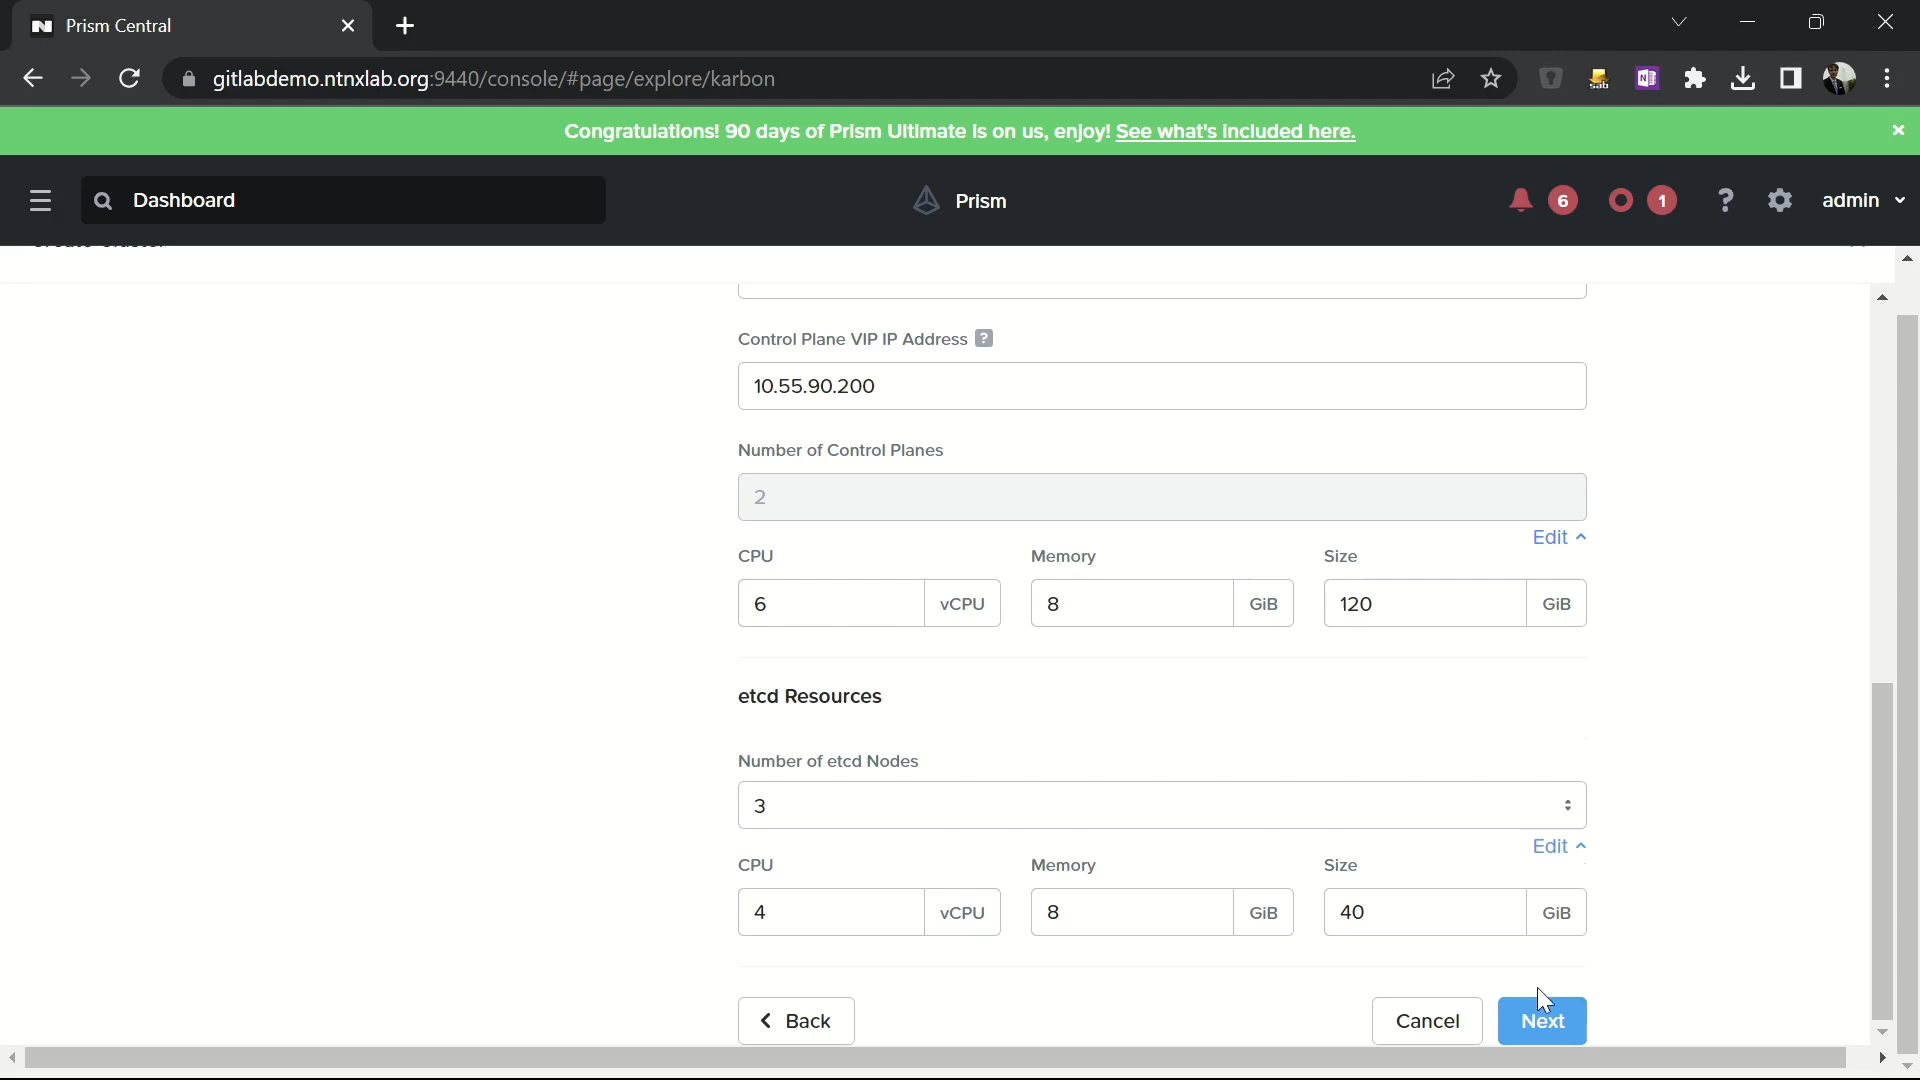 Prism Central
gitlabdemo.ntnxlab.org:9440/console/#page/explore/karbon
Congratulations! 90 days of Prism Ultimate is on us, enjoy! See what's included here.
Dashboard
Prism
6
1
?
admin
Control Plane VIP IP Address ?
10.55.90.200
Number of Control Planes
2
Edit
CPU Memory Size
6 vCPU 8 GiB 120 GiB
etcd Resources
Number of etcd Nodes
3
Edit
CPU Memory Size
4 vCPU 8 GiB 40 GiB
Back Cancel Next